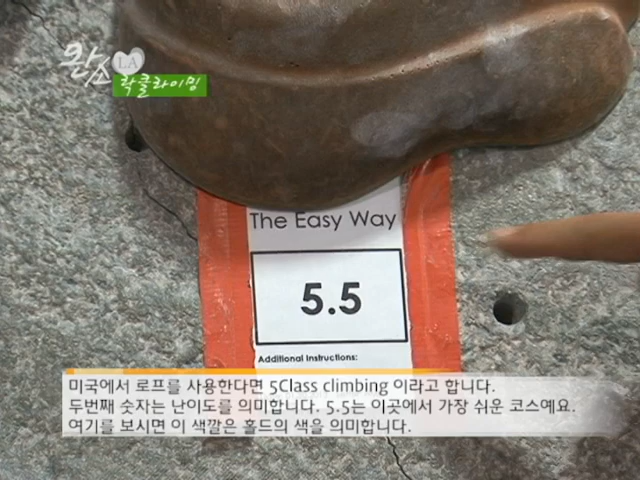 완소 LA
락클라이밍
The Easy Way
5.5
Additional Instructions:
미국에서 로프를 사용한다면 5Class climbing 이라고 합니다.
두번째 숫자는 난이도를 의미합니다. 5.5는 이곳에서 가장 쉬운 코스예요.
여기를 보시면 이 색깔은 홀드의 색을 의미합니다.